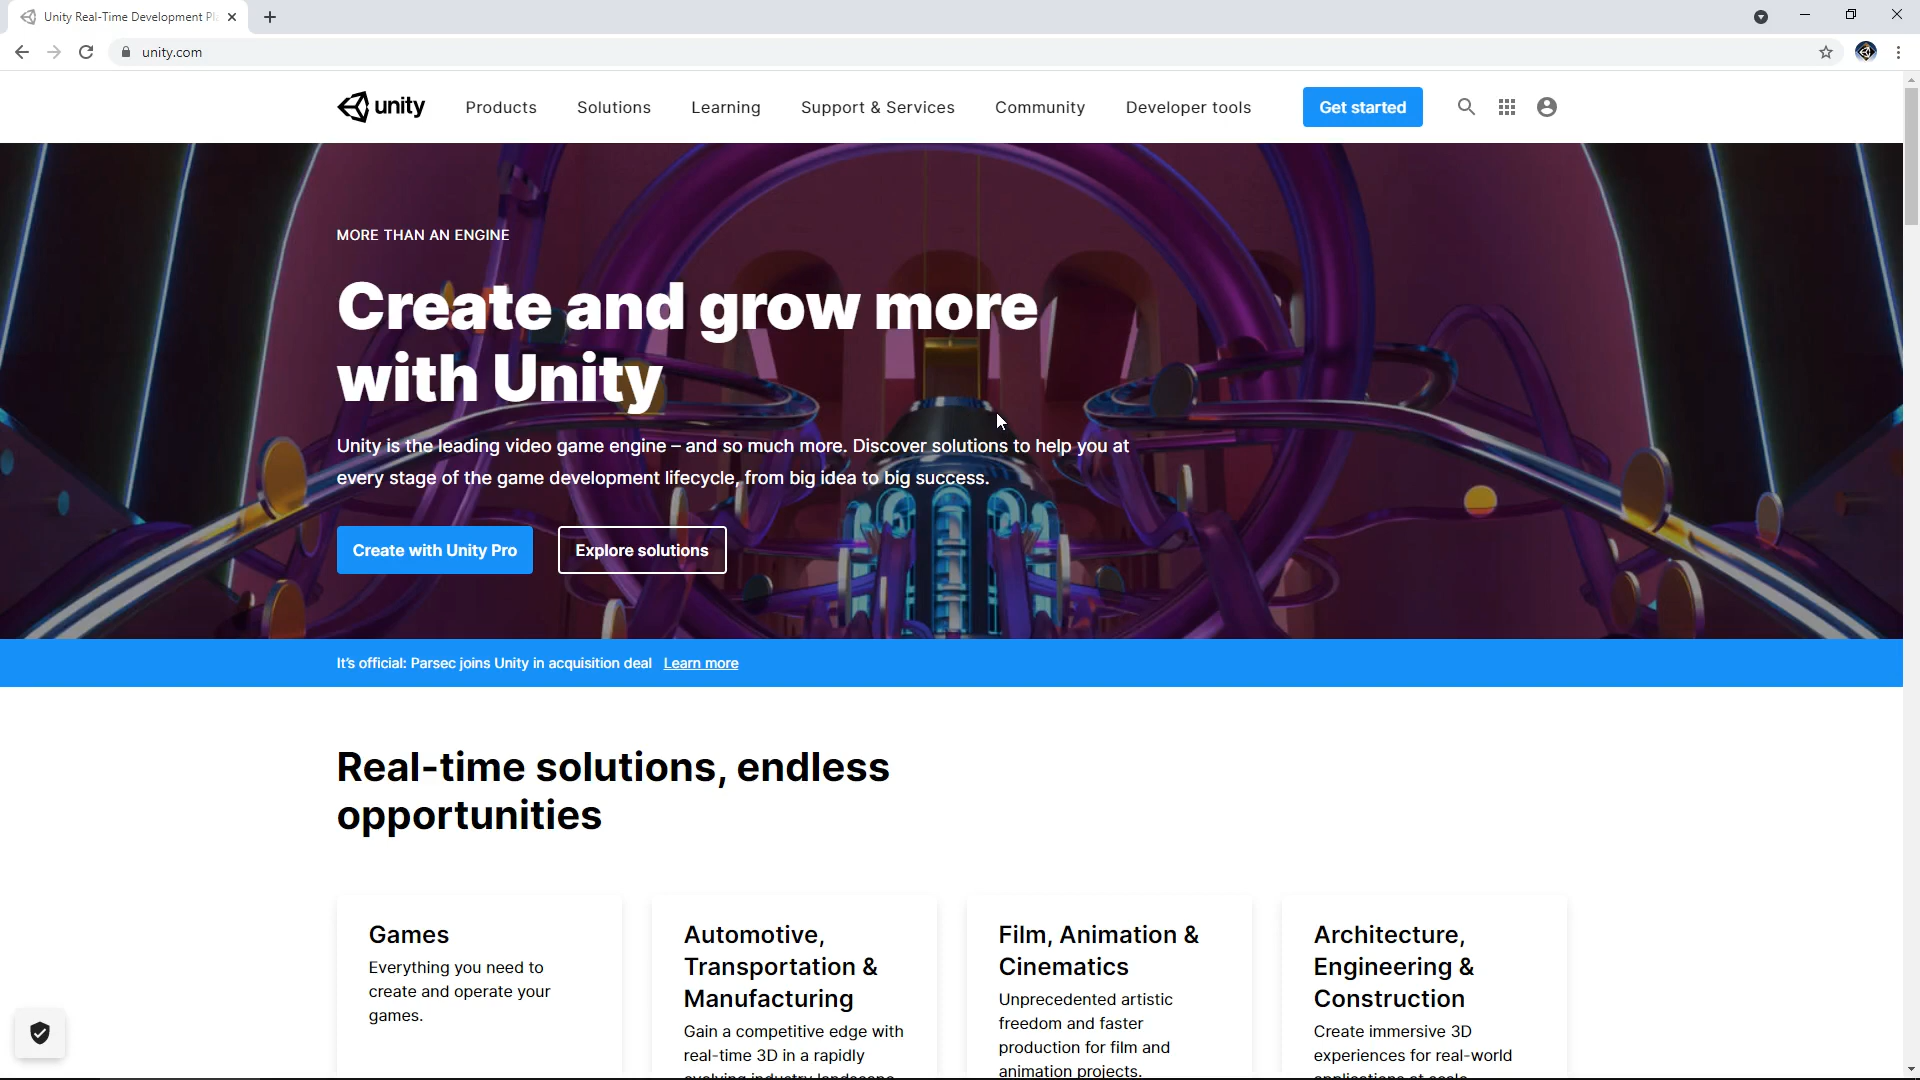 Unity Real-Time Development Pl
unity.com
unity Products Solutions Learning Support & Services Community Developer tools Get started
MORE THAN AN ENGINE
Create and grow more
with Unity
Unity is the leading video game engine – and so much more. Discover solutions to help you at
every stage of the game development lifecycle, from big idea to big success.
Create with Unity Pro Explore solutions
It's official: Parsec joins Unity in acquisition deal Learn more
Real-time solutions, endless
opportunities
Games
Everything you need to
create and operate your
games.
Automotive,
Transportation &
Manufacturing
Gain a competitive edge with
real-time 3D in a rapidly
evolving industry landscape.
Film, Animation &
Cinematics
Unprecedented artistic
freedom and faster
production for film and
animation projects.
Architecture,
Engineering &
Construction
Create immersive 3D
experiences for real-world
applications at scale.